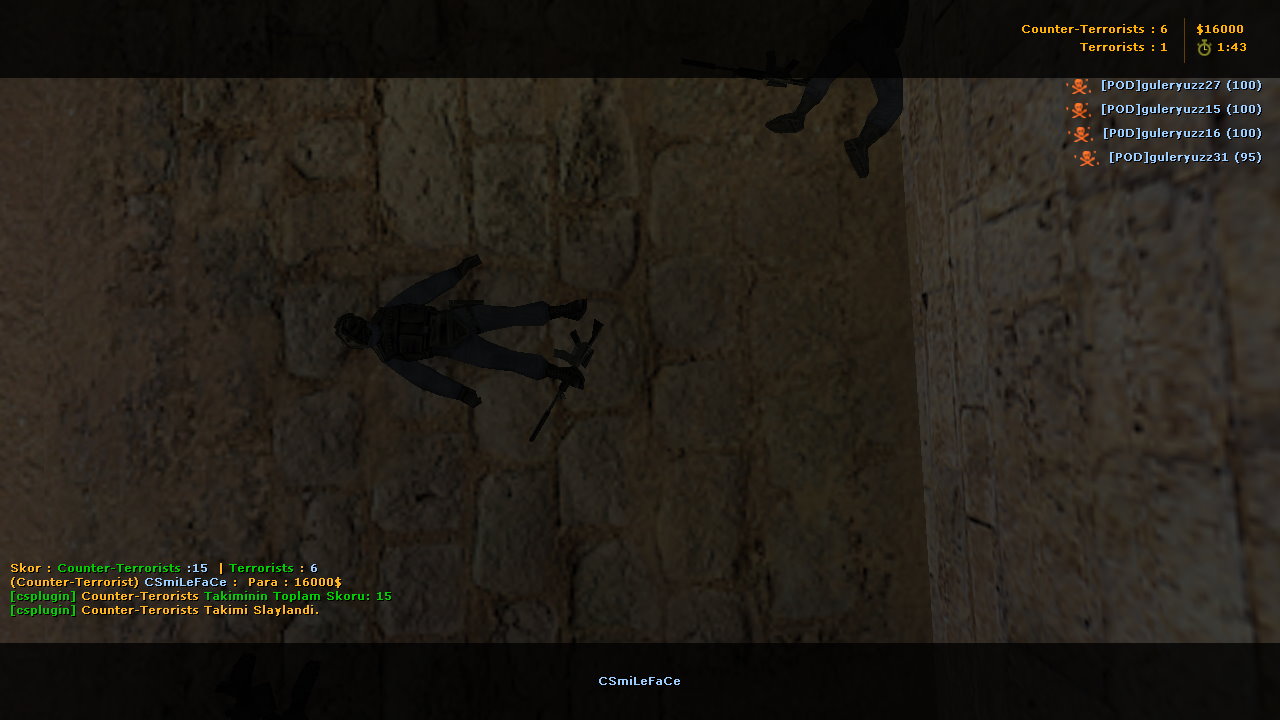 Counter-Terrorists : 6
$16000
Terrorists : 1
1:43
[POD]guleryuzz27 (100)
[POD]guleryuzz15 (100)
[P0D]guleryuzz16 (100)
[POD]guleryuzz31 (95)
Skor : Counter-Terrorists :15 | Terrorists : 6
(Counter-Terrorist) CSmiLeFaCe : Para : 16000$
[csplugin] Counter-Terorists Takiminin Toplam Skoru: 15
[csplugin] Counter-Terorists Takimi Slaylandi.
CSmiLeFaCe